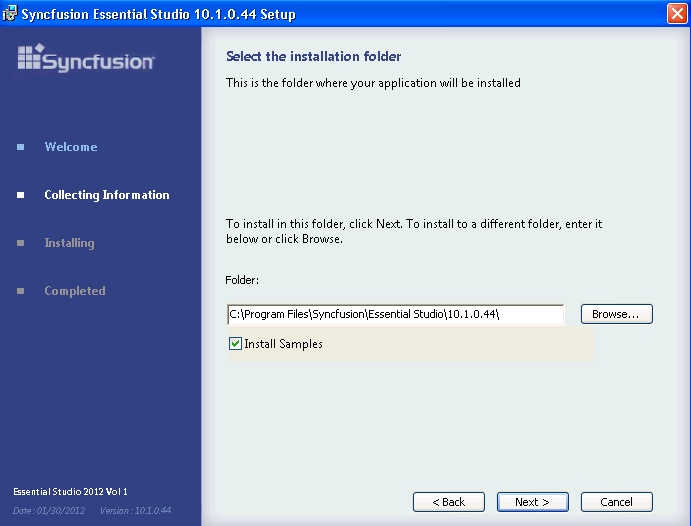 Syncfusion Essential Studio 10.1.0.44 Setup
Syncfusion
Welcome
Collecting Information
Installing
Completed
Essential Studio 2012 Vol 1
Date : 01/30/2012 Version : 10.1.0.44
Select the installation folder
This is the folder where your application will be installed
To install in this folder, click Next. To install to a different folder, enter it
below or click Browse.
Folder:
C:\Program Files\Syncfusion\Essential Studio\10.1.0.44\
Browse...
Install Samples
< Back
Next >
Cancel